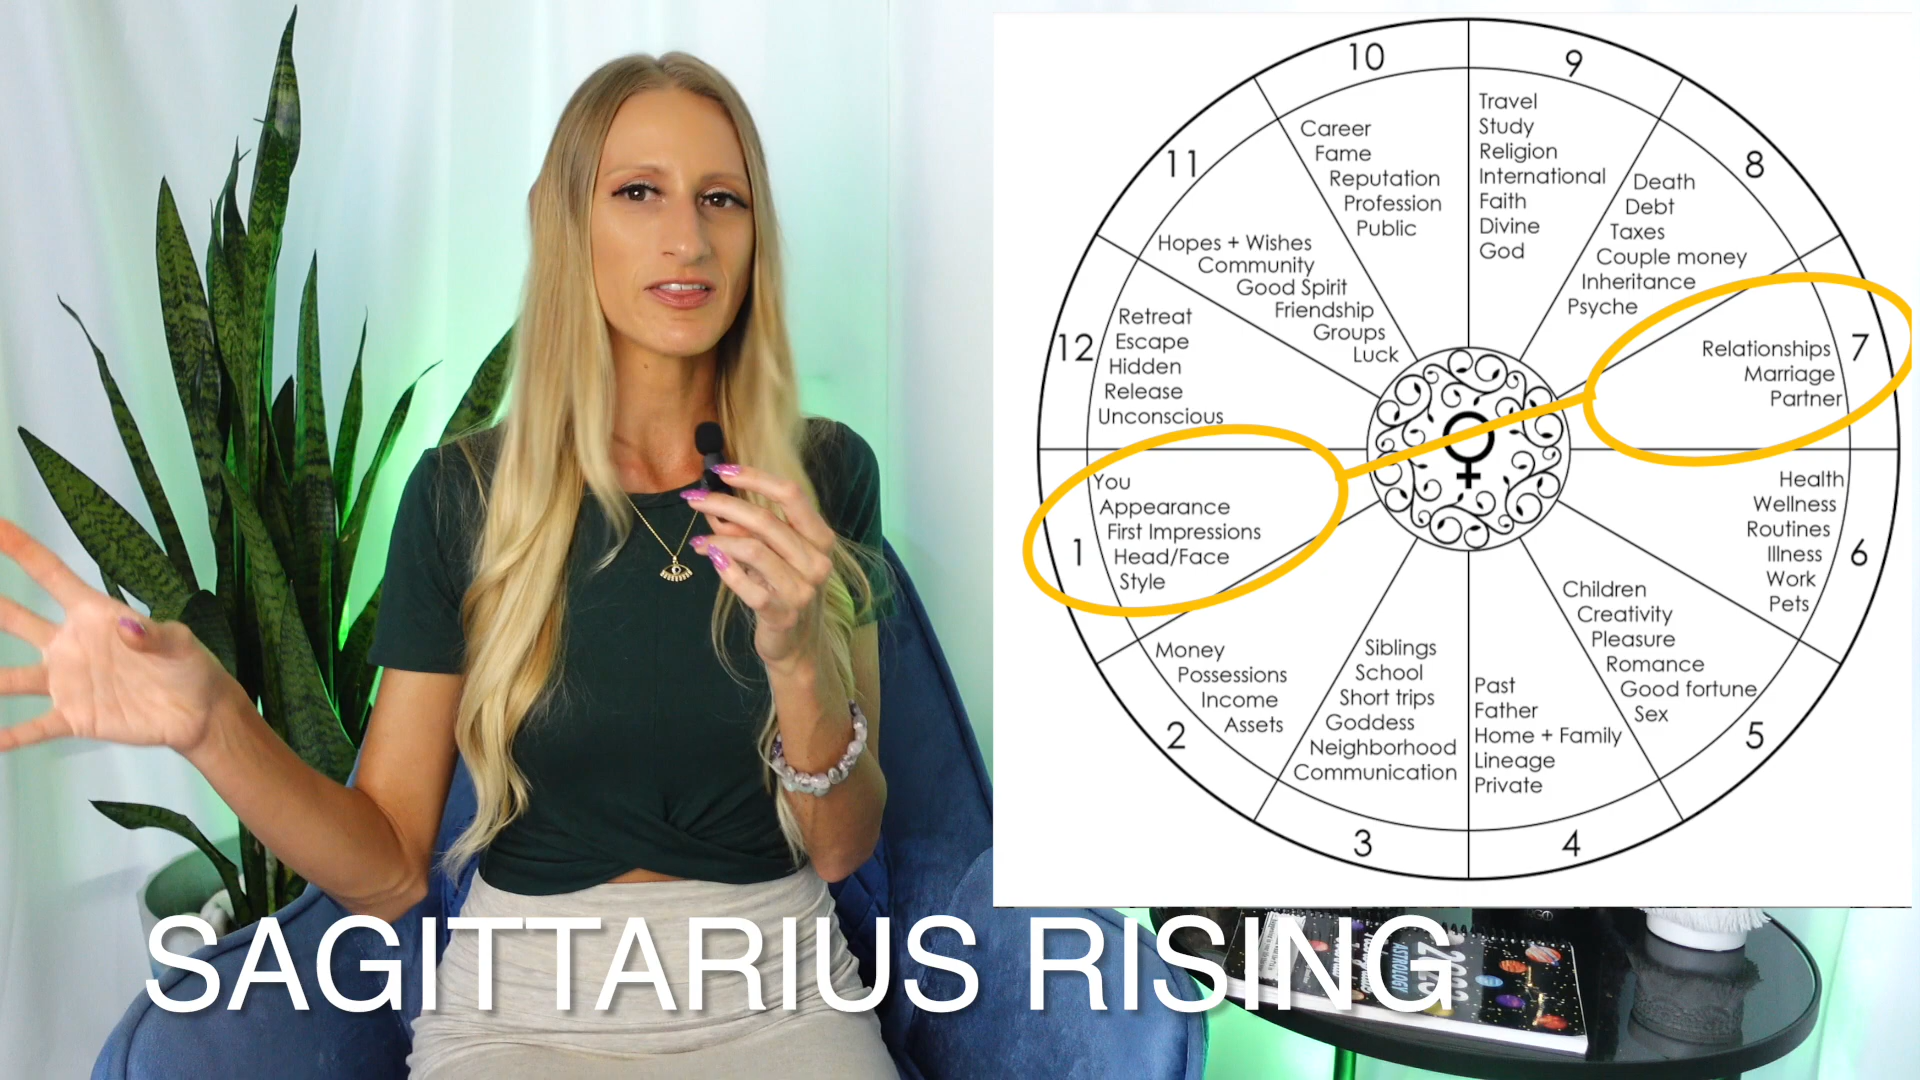 10
Career
Fame
Reputation
Profession
Public
9
Travel
Study
Religion
International
Faith
Divine
God
8
Death
Debt
Taxes
Couple money
Inheritance
Psyche
11
Hopes + Wishes
Community
Good Spirit
Friendship
Groups
Luck
12
Retreat
Escape
Hidden
Release
Unconscious
7
Relationships
Marriage
Partner
1
You
Appearance
First Impressions
Head/Face
Style
6
Health
Wellness
Routines
Illness
Work
Pets
2
Money
Possessions
Income
Assets
3
Siblings
School
Short trips
Goddess
Neighborhood
Communication
4
Past
Father
Home + Family
Lineage
Private
5
Children
Creativity
Pleasure
Romance
Good fortune
Sex
SAGITTARIUS RISING
ASTROLOGY